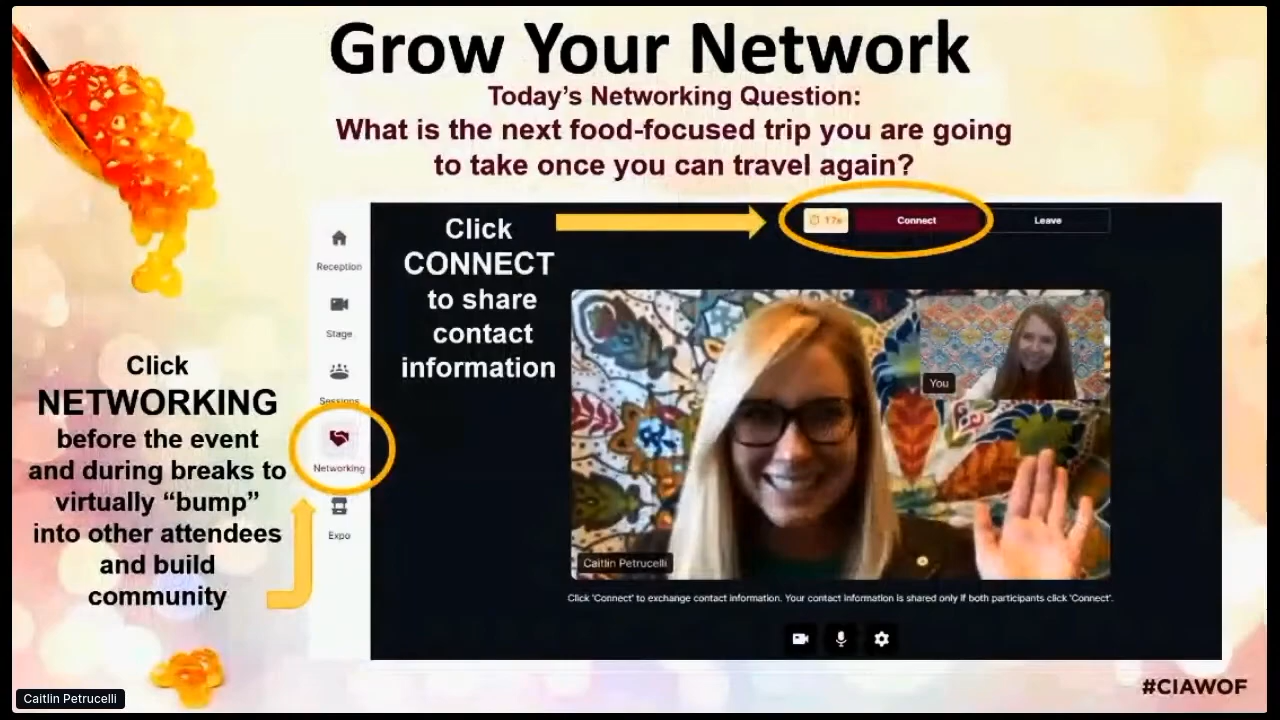 Grow Your Network
Today's Networking Question:
What is the next food-focused trip you are going
to take once you can travel again?
Click
CONNECT
to share
contact
information
17s
Connect
Leave
Reception
Stage
Sessions
Networking
Expo
Click
NETWORKING
before the event
and during breaks to
virtually “bump”
into other attendees
and build
community
You
Caitlin Petrucelli
Click 'Connect' to exchange contact information. Your contact information is shared only if both participants click 'Connect'.
#CIAWOF
Caitlin Petrucelli